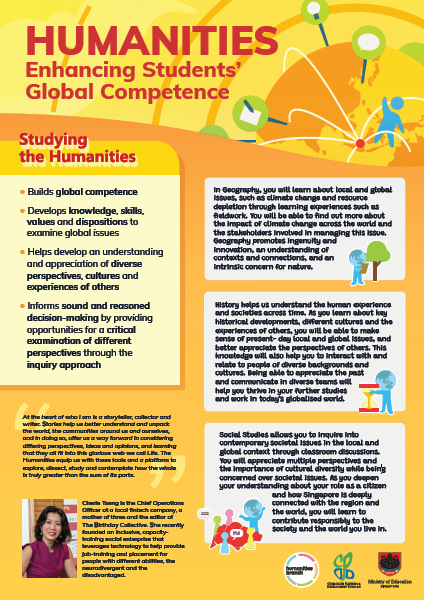 HUMANITIES
Enhancing Students'
Global Competence
Studying
the Humanities
Builds global competence
Develops knowledge, skills,
values and dispositions to
examine global issues
Helps develop an understanding
and appreciation of diverse
perspectives, cultures and
experiences of others
Informs sound and reasoned
decision-making by providing
opportunities for a critical
examination of different
perspectives through the
inquiry approach
At the heart of who I am is a storyteller, collector and
writer. Stories help us better understand and unpack
the world, the communities around us and ourselves,
and in doing so, offer us a way forward in considering
differing perspectives, ideas and opinions, and learning
that they all fit into this glorious web we call life. The
Humanities equip us with these tools and a platform to
explore, dissect, study and contemplate how the whole
is truly greater than the sum of its parts.
Cherie Tseng is the Chief Operations
Officer at a local fintech company, a
mother of three and the editor of
The Birthday Collective. She recently
founded an inclusive, capacity-
training social enterprise that
leverages technology to help provide
job-training and placement for
people with different abilities, the
neurodivergent and the
disadvantaged.
In Geography, you will learn about local and global
issues, such as climate change and resource
depletion through learning experiences such as
fieldwork. You will be able to find out more about
the impact of climate change across the world and
the stakeholders involved in managing this issue.
Geography promotes ingenuity and
innovation, an understanding of
contexts and connections, and an
intrinsic concern for nature.
History helps us understand the human experience
and societies across time. As you learn about key
historical developments, different cultures and the
experiences of others, you will be able to make
sense of present- day local and global issues, and
better appreciate the perspectives of others. This
knowledge will also help you to interact with and
relate to people of diverse backgrounds and
cultures. Being able to appreciate the past
and communicate in diverse teams will
help you thrive in your further studies
and work in today's globalised world.
Social Studies allows you to inquire into
contemporary societal issues in the local and
global context through classroom discussions.
You will appreciate multiple perspectives and
the importance of cultural diversity while being
concerned over societal issues. As you deepen
your understanding about your role as a citizen
and how Singapore is deeply
connected with the region and
the world, you will learn to
contribute responsibly to the
society and the world you live in.
humanities
branch
Ministry of Education
SINGAPORE